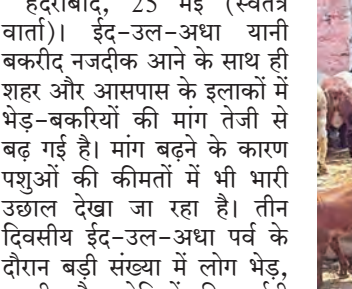 हैदराबाद, 25 मई (स्वतंत्र
वार्ता)। ईद-उल-अधा यानी
बकरीद नजदीक आने के साथ ही
शहर और आसपास के इलाकों में
भेड़-बकरियों की मांग तेजी से
बढ़ गई है। मांग बढ़ने के कारण
पशुओं की कीमतों में भी भारी
उछाल देखा जा रहा है। तीन
दिवसीय ईद-उल-अधा पर्व के
दौरान बड़ी संख्या में लोग भेड़,